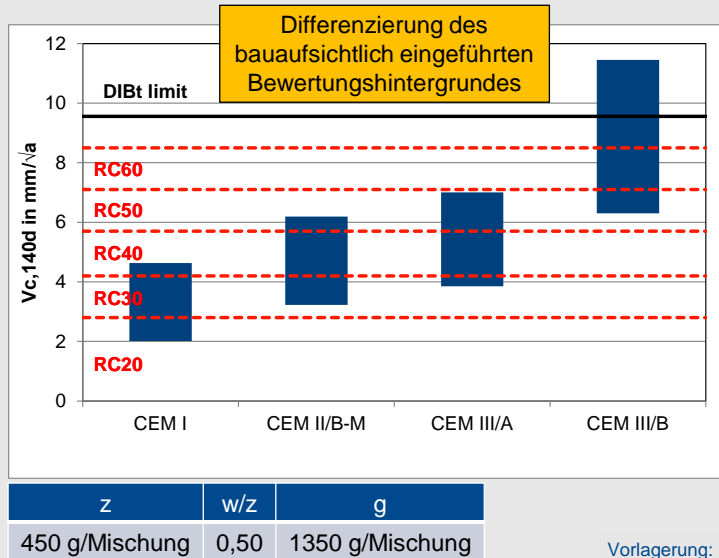 Differenzierung des
bauaufsichtlich eingeführten
Bewertungshintergrundes
Vc,140d in mm/√a
12
10
8
6
4
2
0
DIBt limit
RC60
RC50
RC40
RC30
RC20
CEM I
CEM II/B-M
CEM III/A
CEM III/B
z w/z g
450 g/Mischung 0,50 1350 g/Mischung
Vorlagerung: